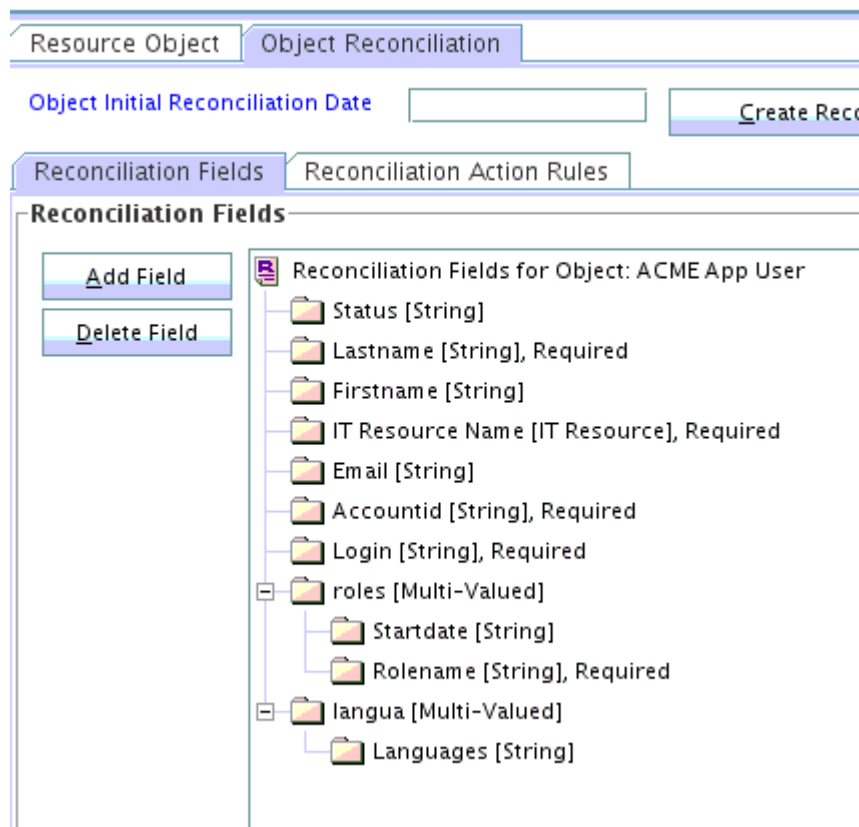 Resource Object Object Reconciliation
Object Initial Reconciliation Date Create Reco
Reconciliation Fields Reconciliation Action Rules
Reconciliation Fields
Add Field
Delete Field
Reconciliation Fields for Object: ACME App User
Status [String]
Lastname [String], Required
Firstname [String]
IT Resource Name [IT Resource], Required
Email [String]
Accountid [String], Required
Login [String], Required
roles [Multi-Valued]
Startdate [String]
Rolename [String], Required
langua [Multi-Valued]
Languages [String]